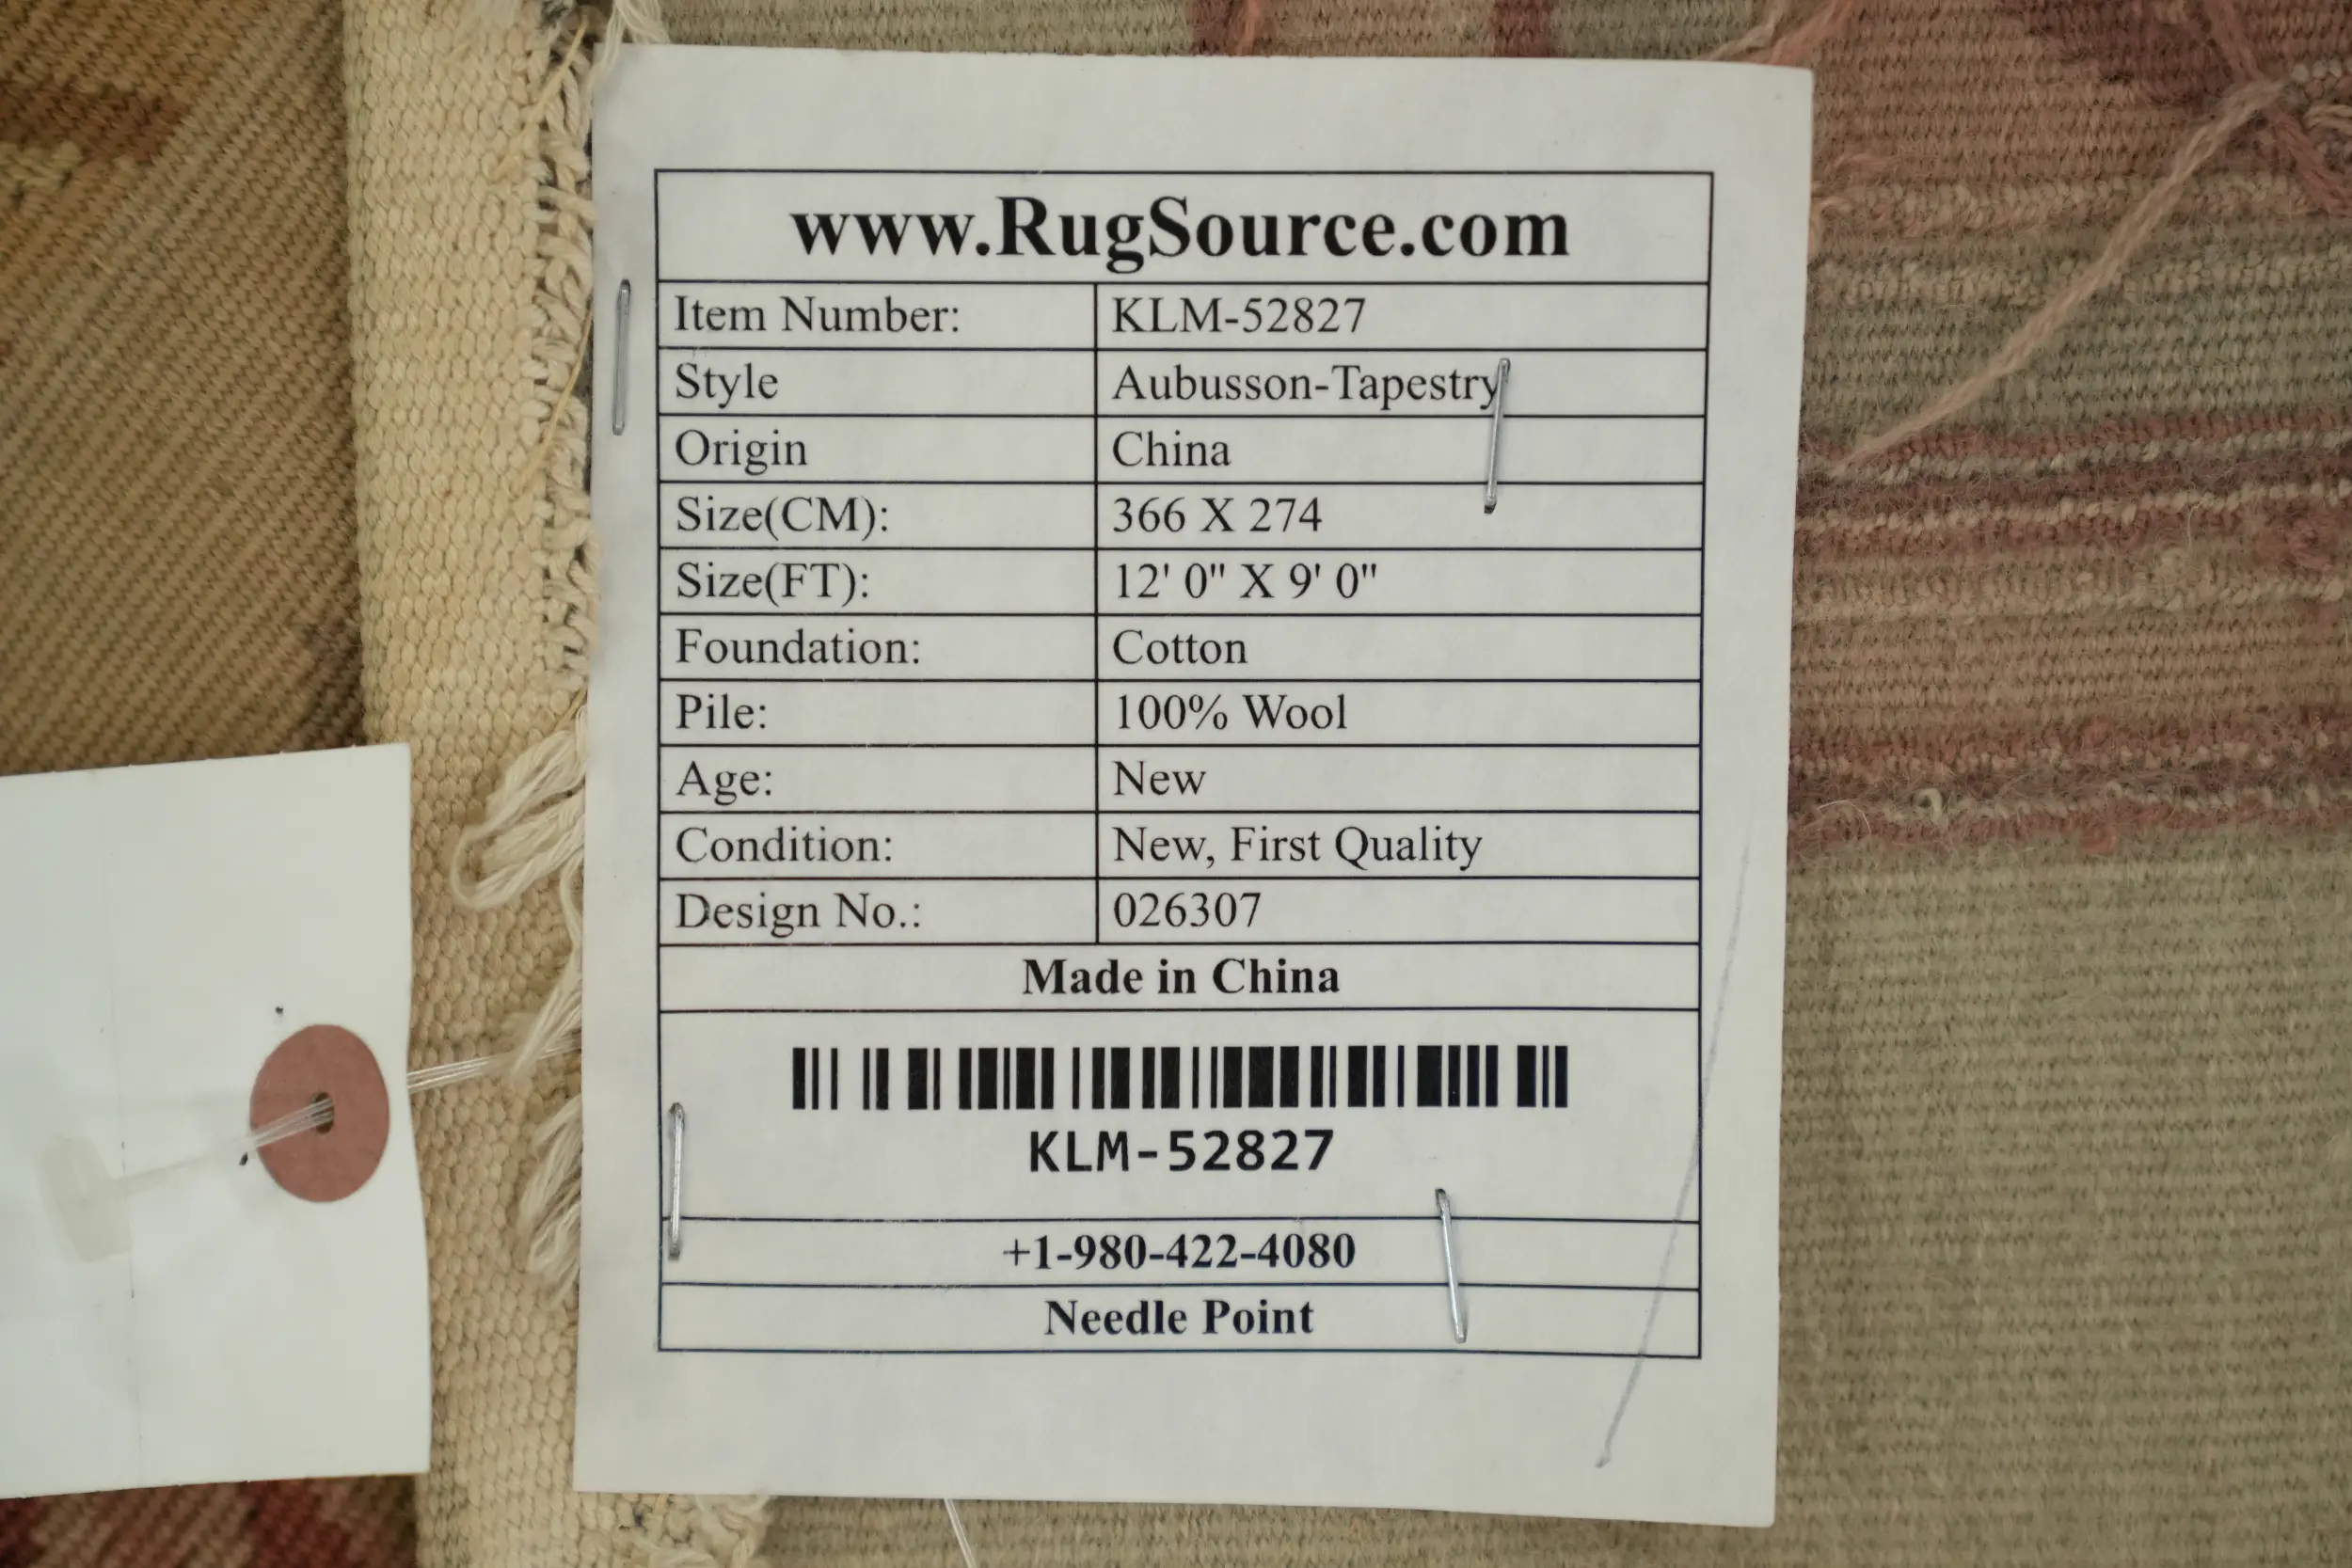 www.RugSource.com
Item Number: KLM-52827
Style Aubusson-Tapestry
Origin China
Size(CM): 366 X 274
Size(FT): 12' 0" X 9' 0"
Foundation: Cotton
Pile: 100% Wool
Age: New
Condition: New, First Quality
Design No.: 026307
Made in China
KLM-52827
+1-980-422-4080
Needle Point